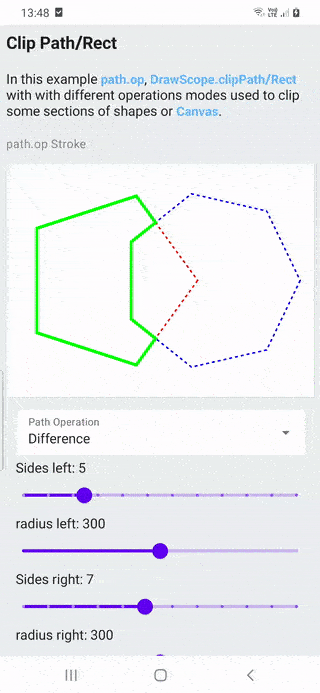 13:48
Clip Path/Rect
In this example path.op, DrawScope.clipPath/Rect
with with different operations modes used to clip
some sections of shapes or Canvas.
path.op Stroke
Path Operation
Difference
Sides left: 5
radius left: 300
Sides right: 7
radius right: 300